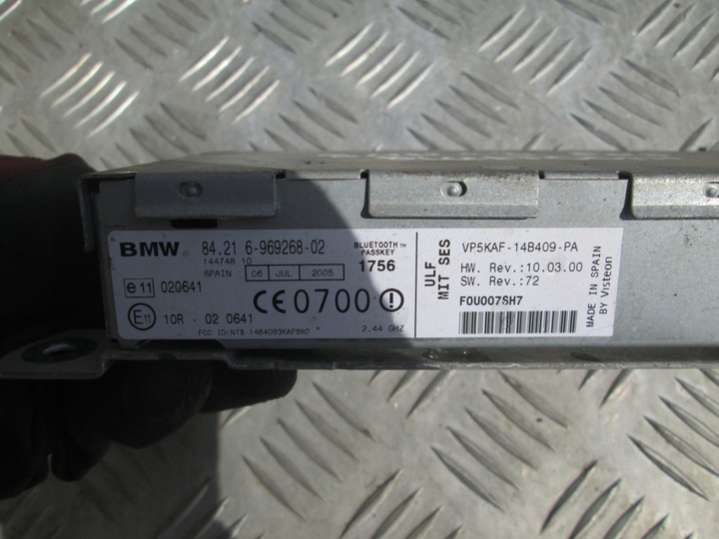 BMW 84.21 6-969268-02
144748 10
SPAIN 06 JUL 2005
BLUETOOTH™
PASSKEY
1756
e11 020641
CE0700
E11 10R - 02 0641
2.44 GHZ
ULF
MIT SES
VP5KAF-14B409-PA
HW. Rev.:10.03.00
SW. Rev.:72
F0U007SH7
MADE IN SPAIN
BY Visteon